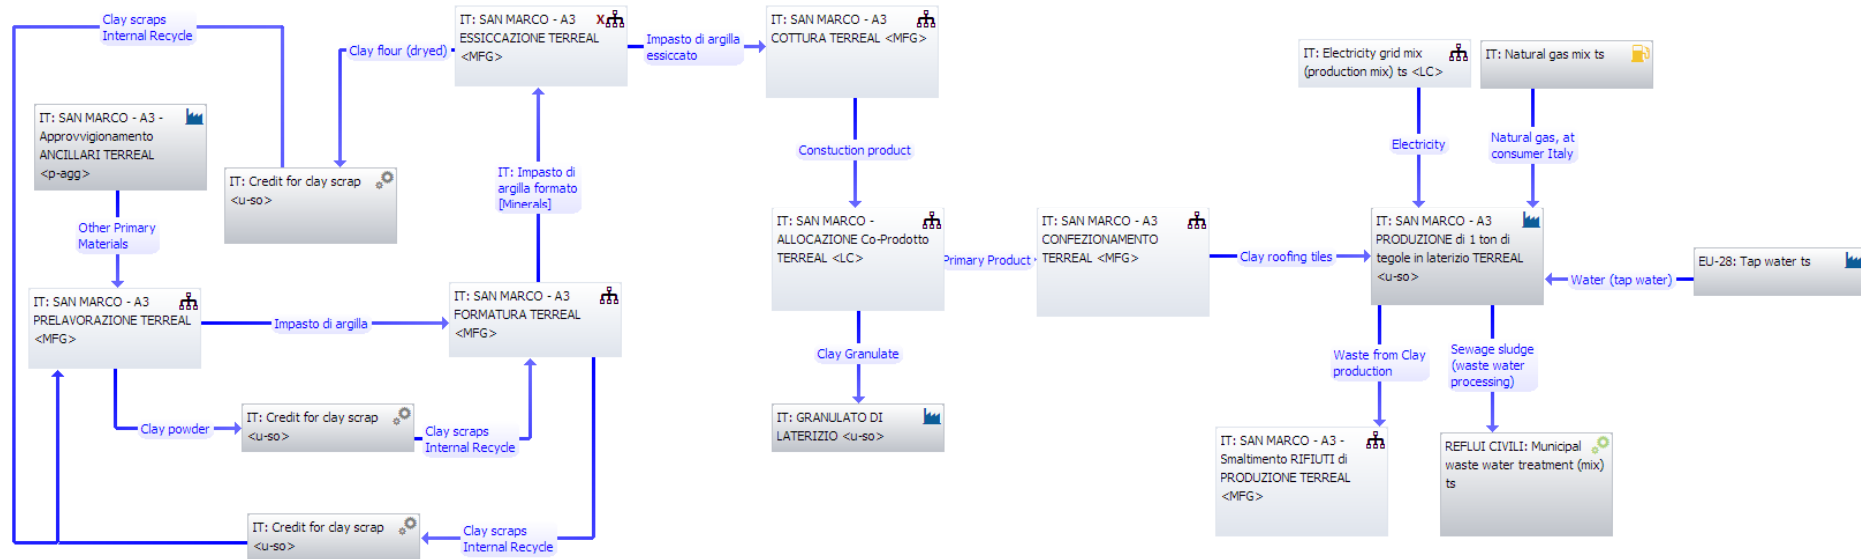 Clay scraps
Internal Recycle
IT: SAN MARCO - A3
ESSICCAZIONE TERREAL
<MFG>
X
Clay flour (dryed)
Impasto di argilla
essiccato
IT: SAN MARCO - A3
COTTURA TERREAL <MFG>
IT: Electricity grid mix
(production mix) ts <LC>
IT: Natural gas mix ts
IT: SAN MARCO - A3 -
Approvvigionamento
ANCILLARI TERREAL
<p-agg>
IT: Credit for clay scrap
<u-so>
IT: Impasto di
argilla formato
[Minerals]
Constuction product
Electricity
Natural gas, at
consumer Italy
Other Primary
Materials
IT: SAN MARCO -
ALLOCAZIONE Co-Prodotto
TERREAL <LC>
Primary Product
IT: SAN MARCO - A3
CONFEZIONAMENTO
TERREAL <MFG>
Clay roofing tiles
IT: SAN MARCO - A3
PRODUZIONE di 1 ton di
tegole in laterizio TERREAL
<u-so>
Water (tap water)
EU-28: Tap water ts
IT: SAN MARCO - A3
PRELAVORAZIONE TERREAL
<MFG>
Impasto di argilla
IT: SAN MARCO - A3
FORMATURA TERREAL
<MFG>
Clay Granulate
Waste from Clay
production
Sewage sludge
(waste water
processing)
Clay powder
IT: Credit for clay scrap
<u-so>
Clay scraps
Internal Recycle
IT: GRANULATO DI
LATERIZIO <u-so>
IT: SAN MARCO - A3 -
Smaltimento RIFIUTI di
PRODUZIONE TERREAL
<MFG>
REFLUI CIVILI: Municipal
waste water treatment (mix)
ts
IT: Credit for clay scrap
<u-so>
Clay scraps
Internal Recycle